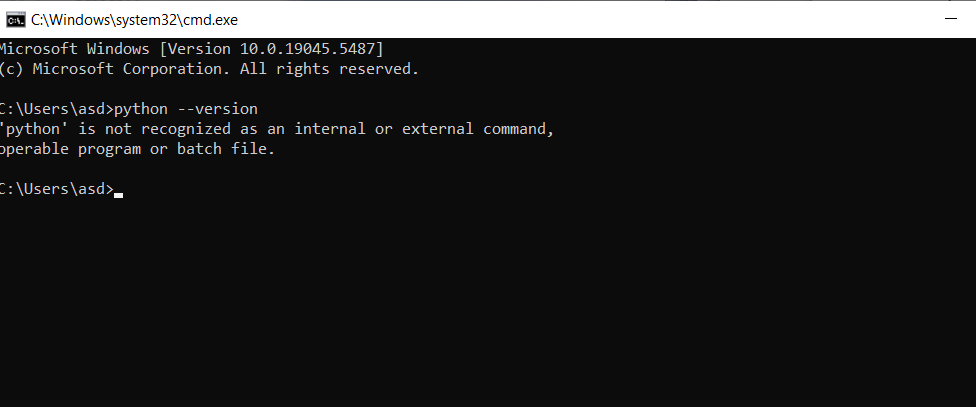 C:\Windows\system32\cmd.exe
Microsoft Windows [Version 10.0.19045.5487]
(c) Microsoft Corporation. All rights reserved.
C:\Users\asd>python --version
'python' is not recognized as an internal or external command,
operable program or batch file.
C:\Users\asd>